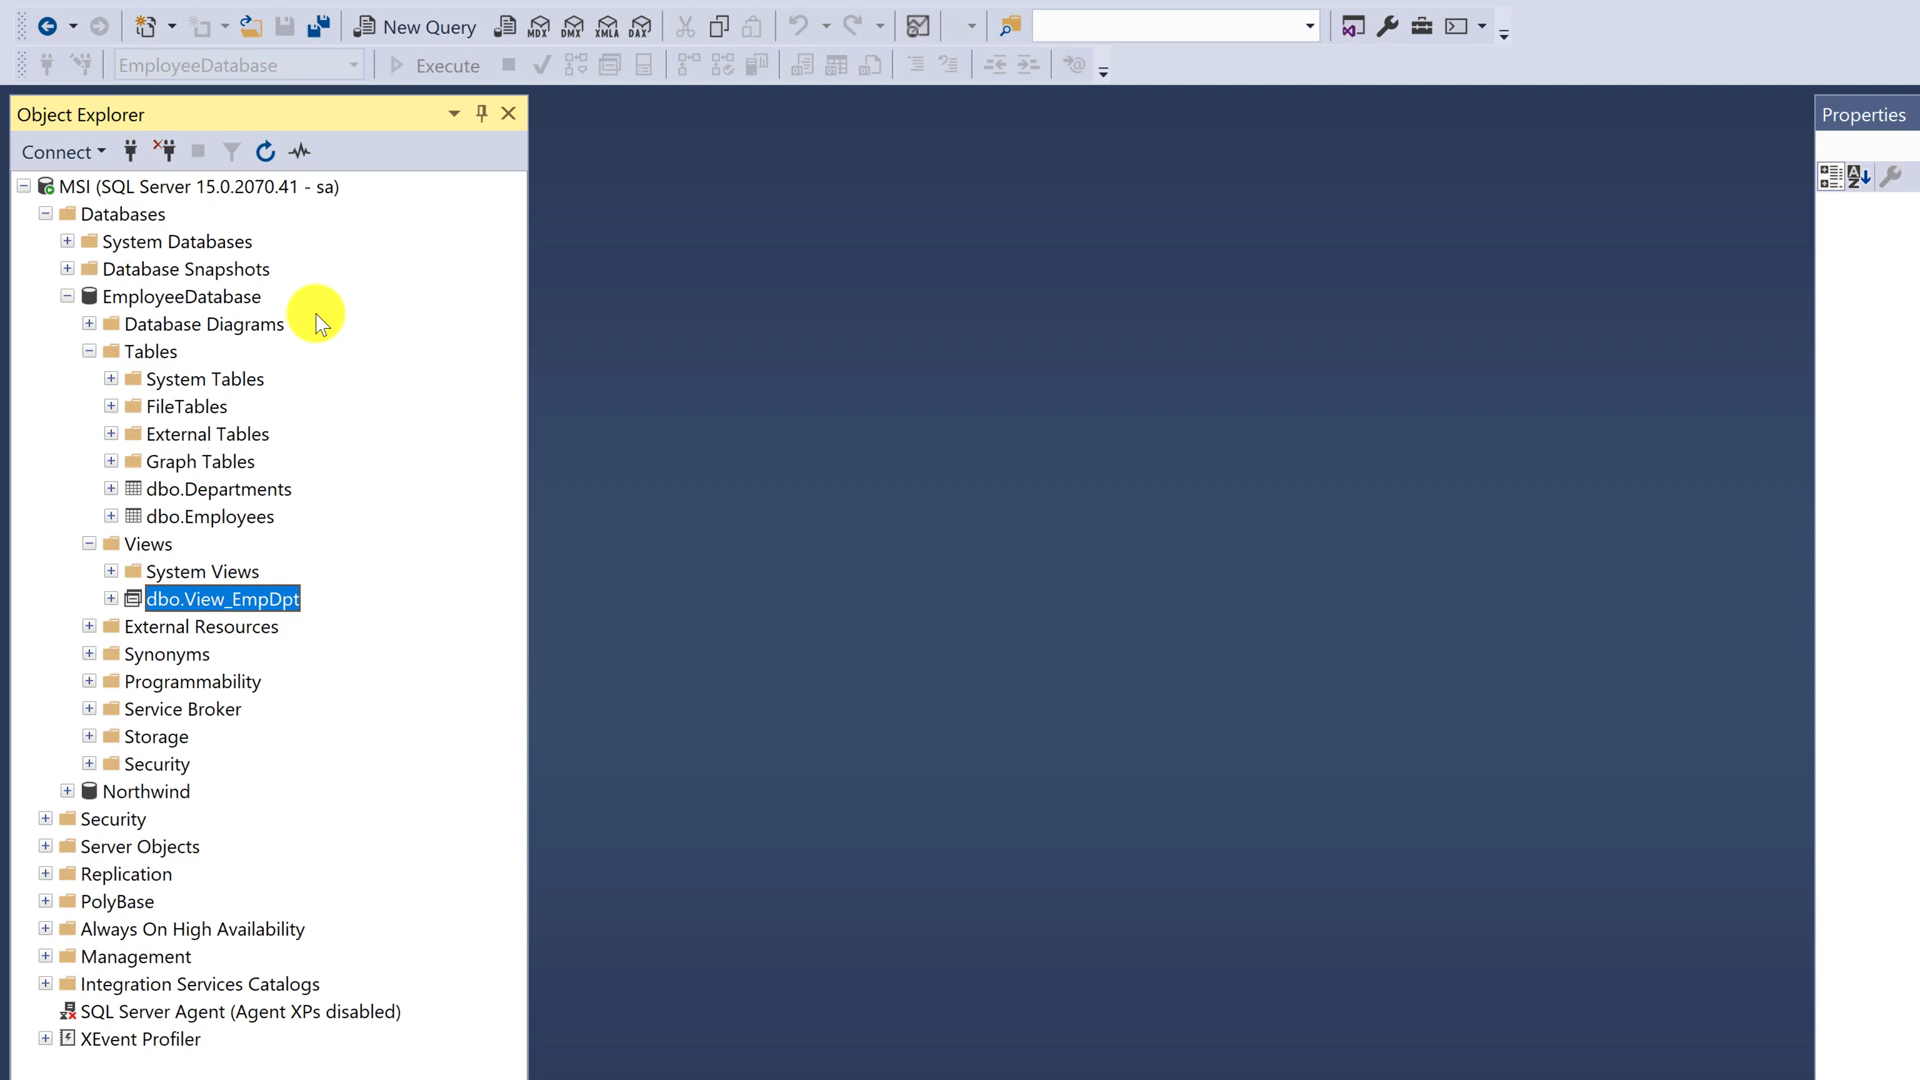 New Query MDX DMX XMLA DAX
EmployeeDatabase Execute
Object Explorer
Properties
Connect
MSI (SQL Server 15.0.2070.41 - sa)
Databases
System Databases
Database Snapshots
EmployeeDatabase
Database Diagrams
Tables
System Tables
FileTables
External Tables
Graph Tables
dbo.Departments
dbo.Employees
Views
System Views
dbo.View_EmpDpt
External Resources
Synonyms
Programmability
Service Broker
Storage
Security
Northwind
Security
Server Objects
Replication
PolyBase
Always On High Availability
Management
Integration Services Catalogs
SQL Server Agent (Agent XPs disabled)
XEvent Profiler